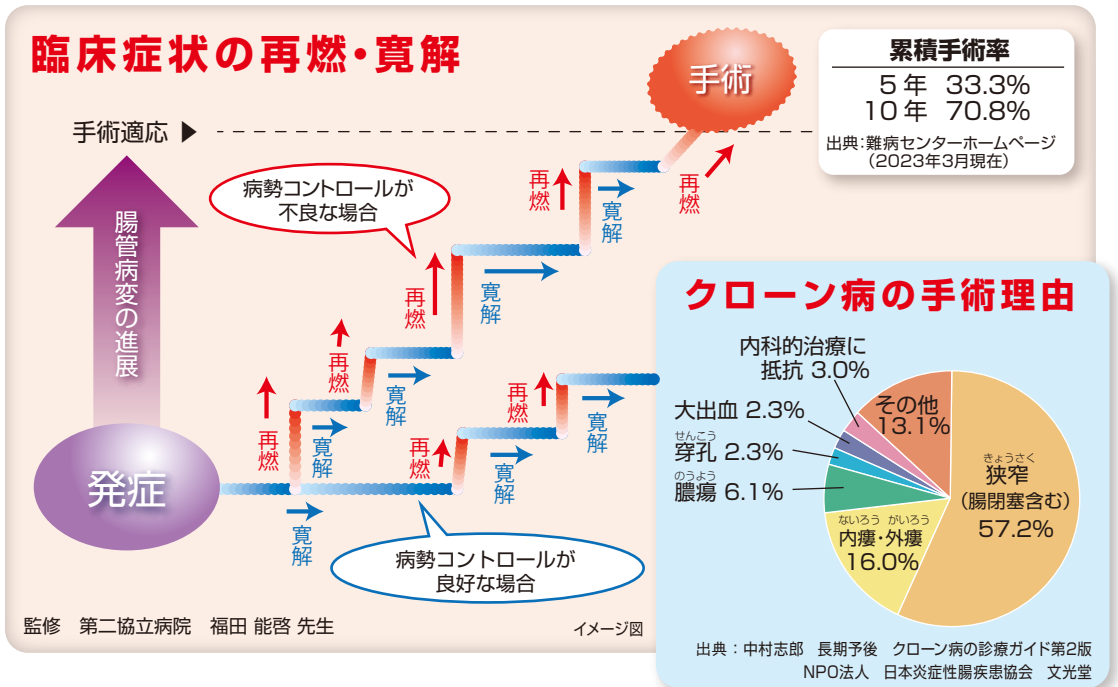 臨床症状の再燃・寛解
累積手術率
5年 33.3%
10年 70.8%
出典:難病センターホームページ
(2023年3月現在)
手術
手術適応 ▶
腸管病変の進展
発症
病勢コントロールが
不良な場合
再燃
寛解
再燃
寛解
再燃
寛解
再燃
寛解
再燃
寛解
再燃
寛解
再燃
寛解
病勢コントロールが
良好な場合
監修 第二協立病院 福田 能啓 先生
イメージ図
クローン病の手術理由
内科的治療に
抵抗 3.0%
その他
13.1%
大出血 2.3%
せんこう
穿孔 2.3%
のうよう
膿瘍 6.1%
きょうさく
狭窄
(腸閉塞含む)
57.2%
ないろう がいろう
内瘻・外瘻
16.0%
出典:中村志郎 長期予後 クローン病の診療ガイド第2版
NPO法人 日本炎症性腸疾患協会 文光堂